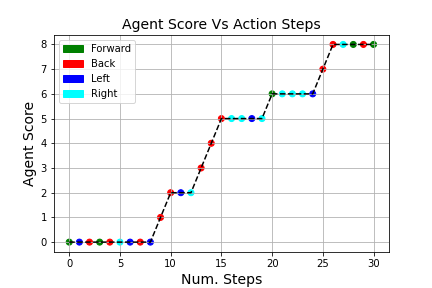 Agent Score Vs Action Steps
Forward
Back
Left
Right
8
7
6
5
4
3
2
1
0
Agent Score
0 5 10 15 20 25 30
Num. Steps